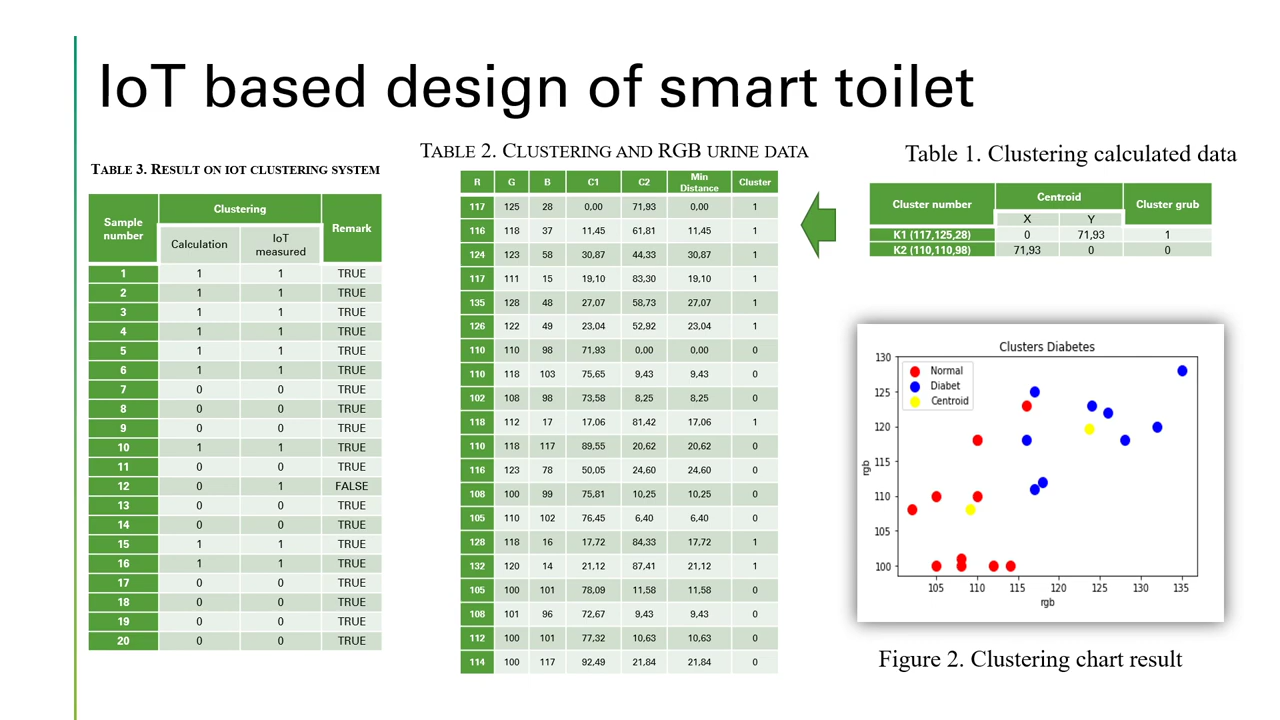 IoT based design of smart toilet
TABLE 3. RESULT ON IOT CLUSTERING SYSTEM
Sample number Clustering Remark
Calculation IoT measured
1 1 1 TRUE
2 1 1 TRUE
3 1 1 TRUE
4 1 1 TRUE
5 1 1 TRUE
6 1 1 TRUE
7 0 0 TRUE
8 0 0 TRUE
9 0 0 TRUE
10 1 1 TRUE
11 0 0 TRUE
12 0 1 FALSE
13 0 0 TRUE
14 0 0 TRUE
15 1 1 TRUE
16 1 1 TRUE
17 0 0 TRUE
18 0 0 TRUE
19 0 0 TRUE
20 0 0 TRUE
TABLE 2. CLUSTERING AND RGB URINE DATA
R G B C1 C2 Min Distance Cluster
117 125 28 0,00 71,93 0,00 1
116 118 37 11,45 61,81 11,45 1
124 123 58 30,87 44,33 30,87 1
117 111 15 19,10 83,30 19,10 1
135 128 48 27,07 58,73 27,07 1
126 122 49 23,04 52,92 23,04 1
110 110 98 71,93 0,00 0,00 0
110 118 103 75,65 9,43 9,43 0
102 108 98 73,58 8,25 8,25 0
118 112 17 17,06 81,42 17,06 1
110 118 117 89,55 20,62 20,62 0
116 123 78 50,05 24,60 24,60 0
108 100 99 75,81 10,25 10,25 0
105 110 102 76,45 6,40 6,40 0
128 118 16 17,72 84,33 17,72 1
132 120 14 21,12 87,41 21,12 1
105 100 101 78,09 11,58 11,58 0
108 101 96 72,67 9,43 9,43 0
112 100 101 77,32 10,63 10,63 0
114 100 117 92,49 21,84 21,84 0
Table 1. Clustering calculated data
Cluster number Centroid Cluster grub
X Y
K1 (117,125,28) 0 71,93 1
K2 (110,110,98) 71,93 0 0
Clusters Diabetes
Normal
Diabet
Centroid
130
125
120
115
110
105
100
rgb
105 110 115 120 125 130 135
rgb
Figure 2. Clustering chart result